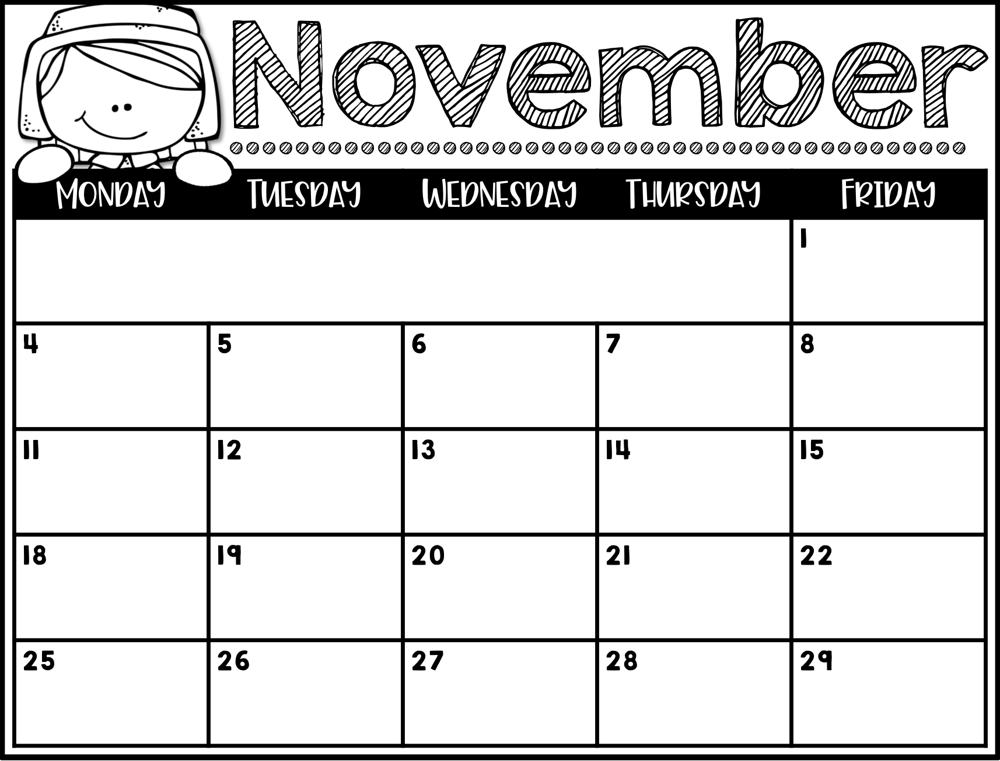 November
MONDAY TUESDAY WEDNESDAY THURSDAY FRIDAY
1
4 5 6 7 8
11 12 13 14 15
18 19 20 21 22
25 26 27 28 29